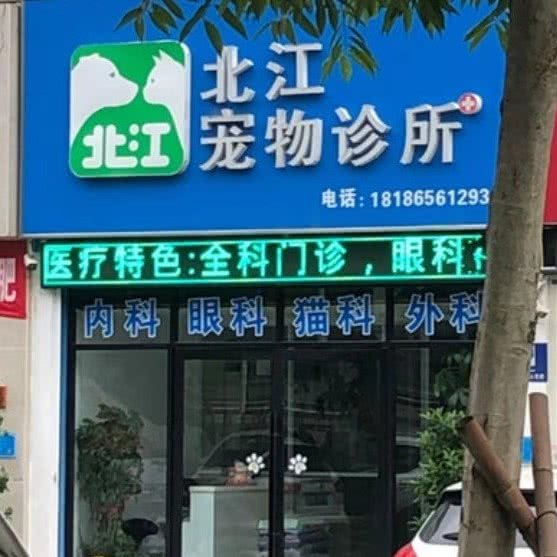 北江
北江
宠物诊所
电话:18186561293
医疗特色:全科门诊，眼科
内科 眼科 猫科 外科
肥